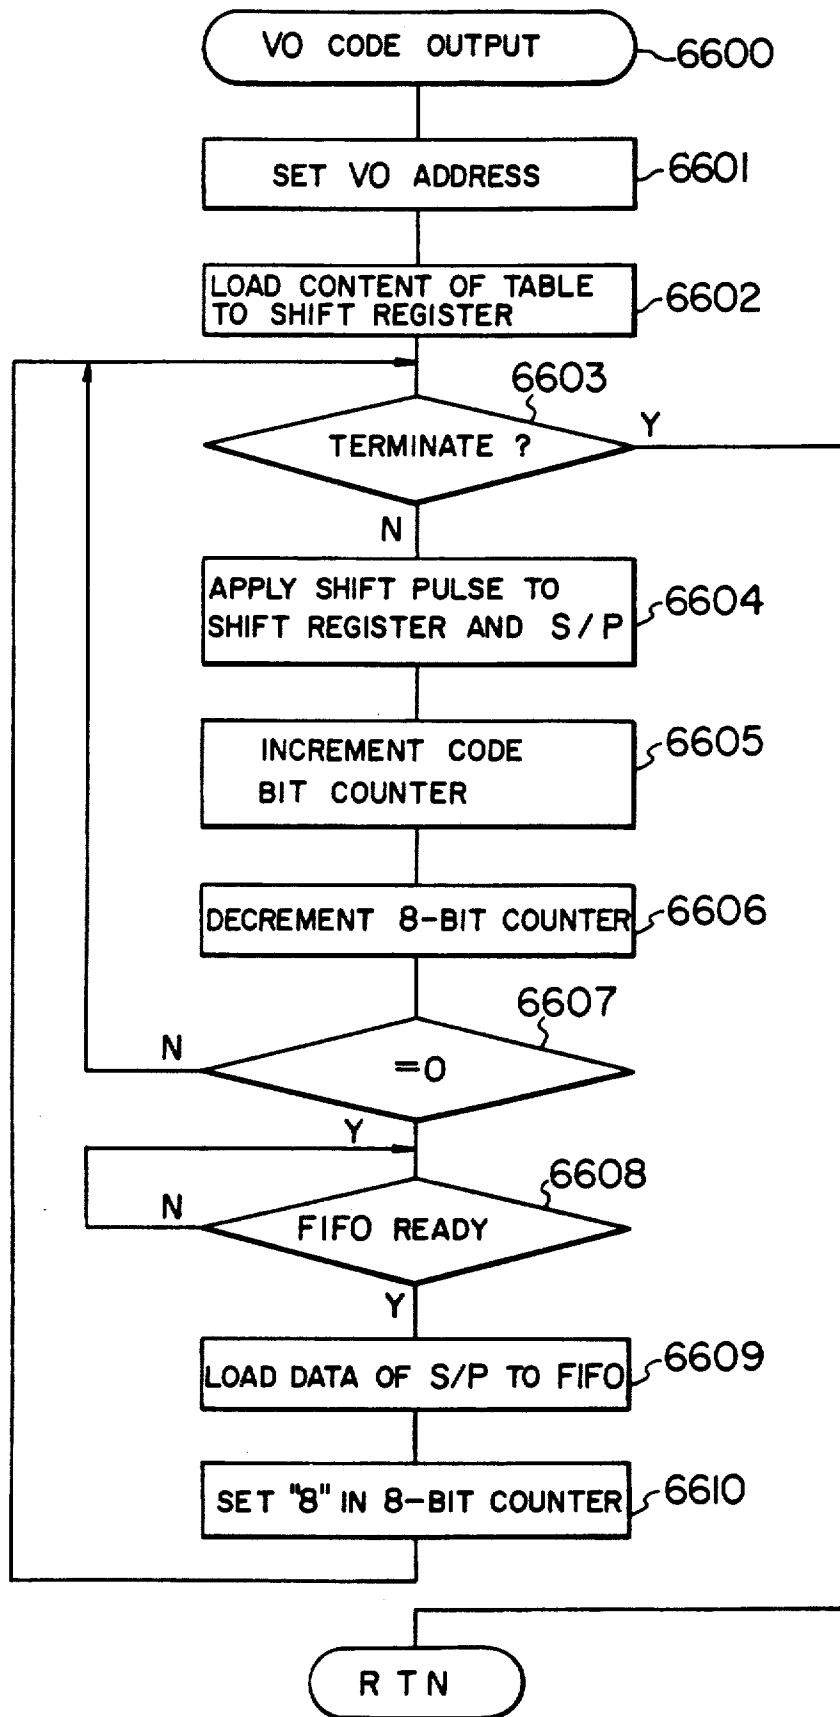 VO CODE OUTPUT
6600
SET VO ADDRESS
6601
LOAD CONTENT OF TABLE
TO SHIFT REGISTER
6602
6603
TERMINATE ?
Y
N
APPLY SHIFT PULSE TO
SHIFT REGISTER AND S/P
6604
INCREMENT CODE
BIT COUNTER
6605
DECREMENT 8-BIT COUNTER
6606
6607
=0
N
Y
6608
FIFO READY
N
Y
LOAD DATA OF S/P TO FIFO
6609
SET "8" IN 8-BIT COUNTER
6610
RTN